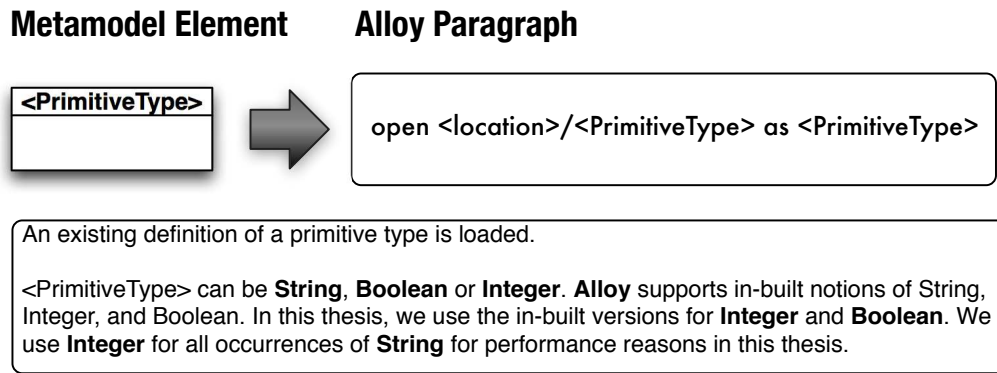 Metamodel Element
Alloy Paragraph
<PrimitiveType>
open <location>/<PrimitiveType> as <PrimitiveType>
An existing definition of a primitive type is loaded.
<PrimitiveType> can be String, Boolean or Integer. Alloy supports in-built notions of String,
Integer, and Boolean. In this thesis, we use the in-built versions for Integer and Boolean. We
use Integer for all occurrences of String for performance reasons in this thesis.